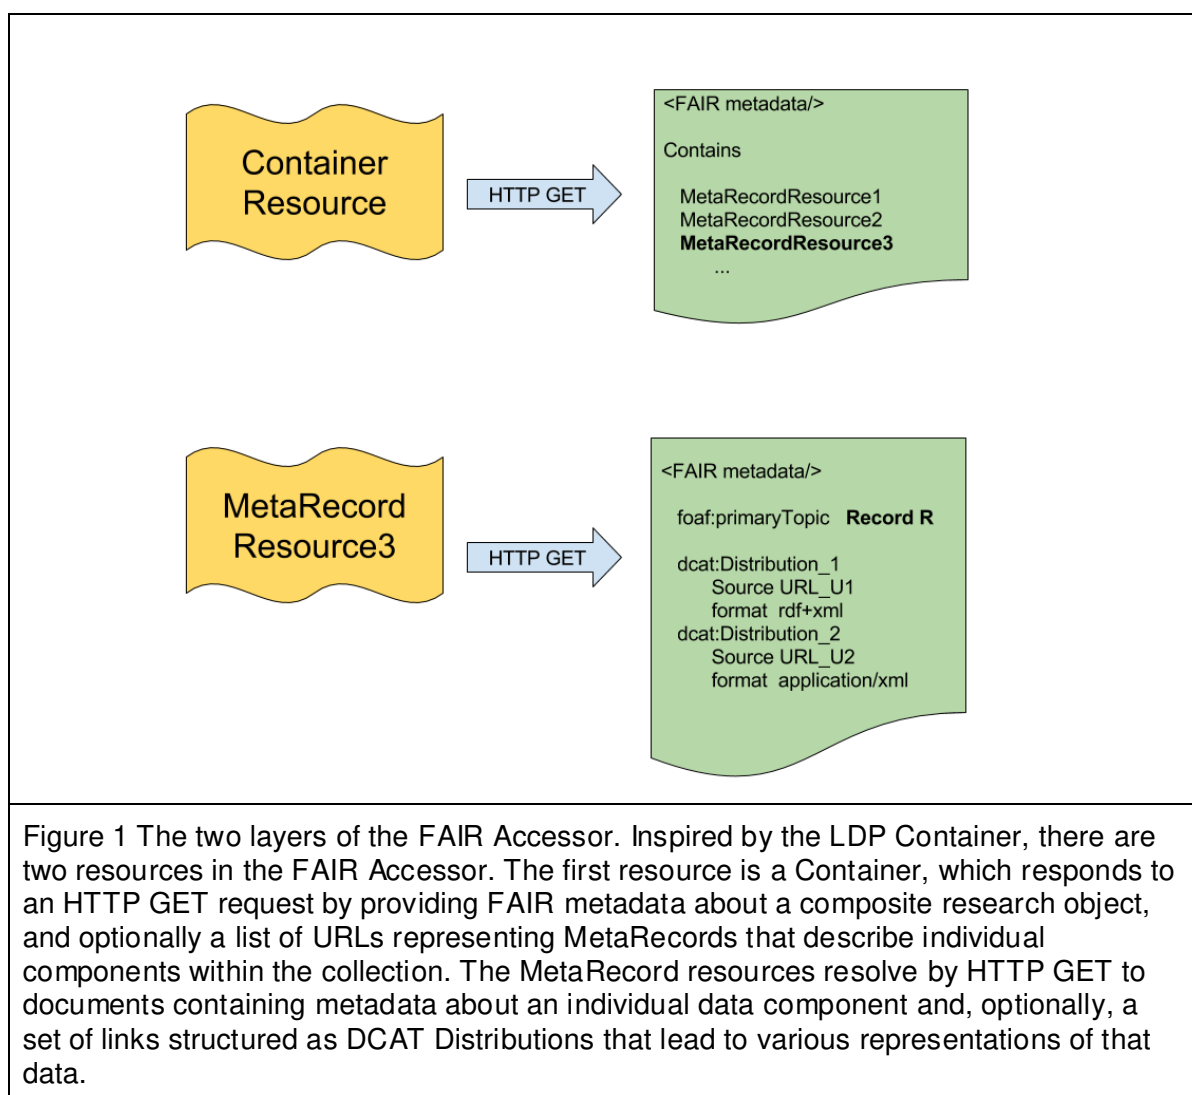 Container
Resource
HTTP GET
<FAIR metadata/>
Contains
MetaRecordResource1
MetaRecordResource2
MetaRecordResource3
...
MetaRecord
Resource3
HTTP GET
<FAIR metadata/>
foaf:primaryTopic Record R
dcat:Distribution_1
Source URL_U1
format rdf+xml
dcat:Distribution_2
Source URL_U2
format application/xml
Figure 1 The two layers of the FAIR Accessor. Inspired by the LDP Container, there are
two resources in the FAIR Accessor. The first resource is a Container, which responds to
an HTTP GET request by providing FAIR metadata about a composite research object,
and optionally a list of URLs representing MetaRecords that describe individual
components within the collection. The MetaRecord resources resolve by HTTP GET to
documents containing metadata about an individual data component and, optionally, a
set of links structured as DCAT Distributions that lead to various representations of that
data.